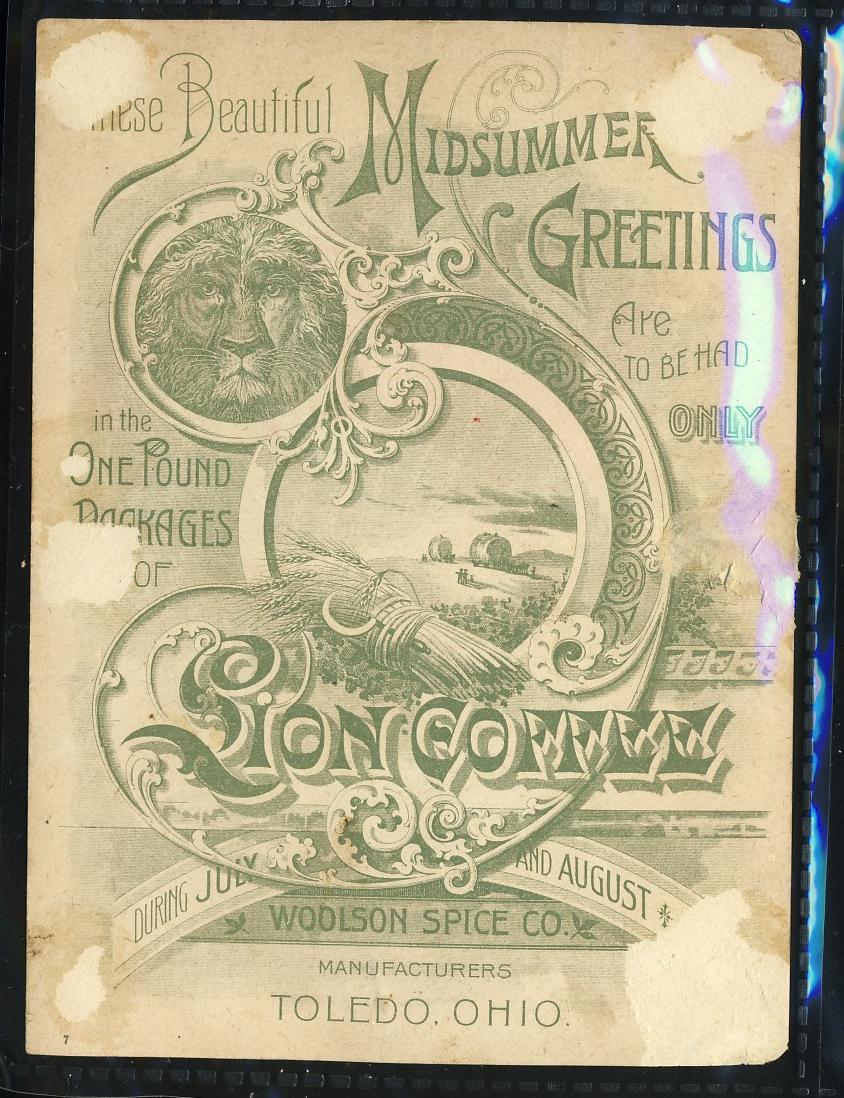 These Beautiful
MIDSUMMER
GREETINGS
Are
TO BE HAD
ONLY
in the
ONE POUND
PACKAGES
OF
LION COFFEE
DURING JULY AND AUGUST
WOOLSON SPICE CO.
MANUFACTURERS
TOLEDO, OHIO.
7